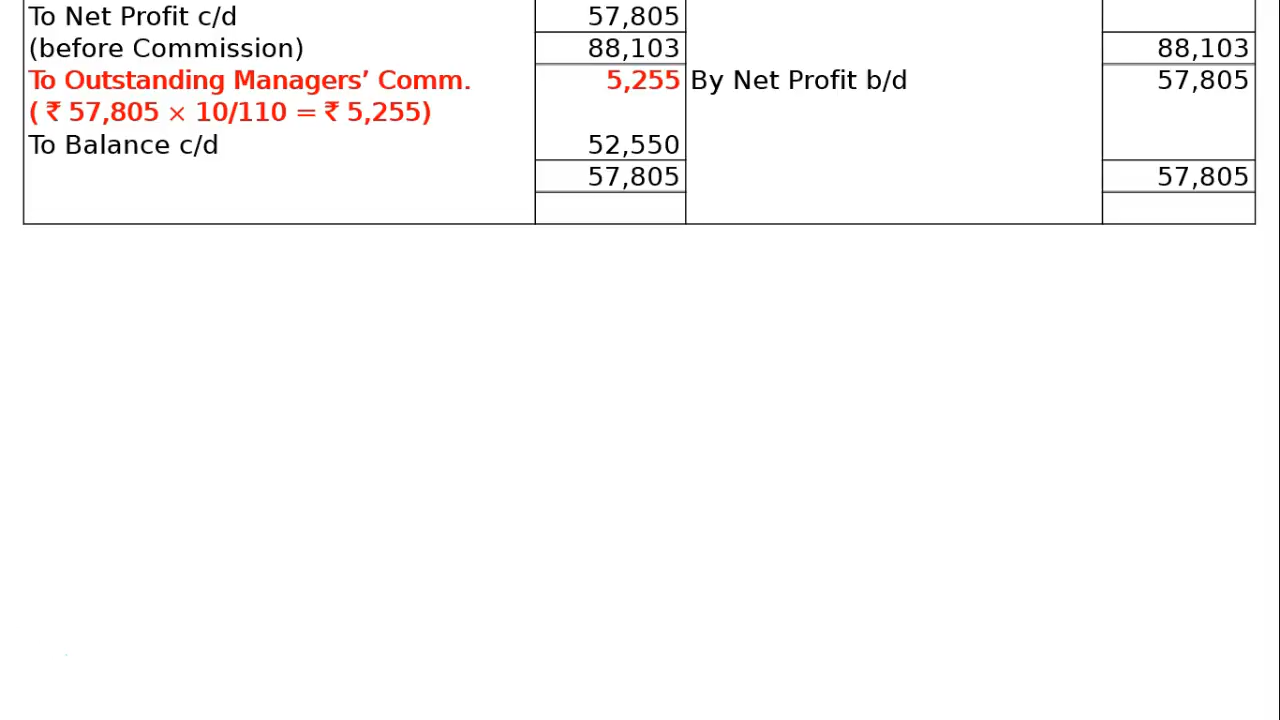 To Net Profit c/d 57,805
(before Commission) 88,103 88,103
To Outstanding Managers’ Comm. 5,255 By Net Profit b/d 57,805
( ₹ 57,805 × 10/110 = ₹ 5,255)
To Balance c/d 52,550
57,805 57,805